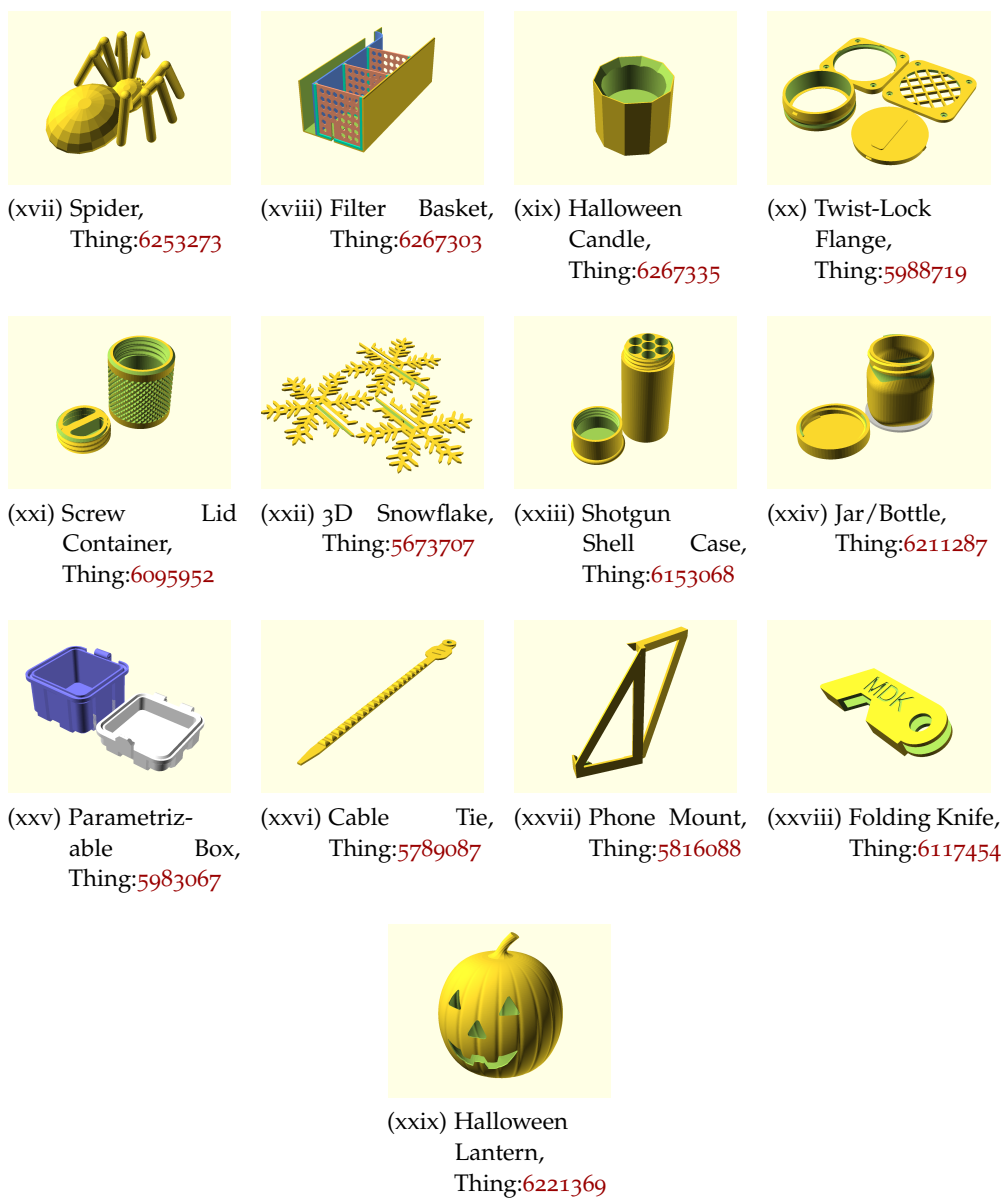 (xvii) Spider,
Thing:6253273
(xviii) Filter Basket,
Thing:6267303
(xix) Halloween
Candle,
Thing:6267335
(xx) Twist-Lock
Flange,
Thing:5988719
(xxi) Screw Lid
Container,
Thing:6095952
(xxii) 3D Snowflake,
Thing:5673707
(xxiii) Shotgun
Shell Case,
Thing:6153068
(xxiv) Jar/Bottle,
Thing:6211287
MDK
(xxv) Parametriz-
able Box,
Thing:5983067
(xxvi) Cable Tie,
Thing:5789087
(xxvii) Phone Mount,
Thing:5816088
(xxviii) Folding Knife,
Thing:6117454
(xxix) Halloween
Lantern,
Thing:6221369